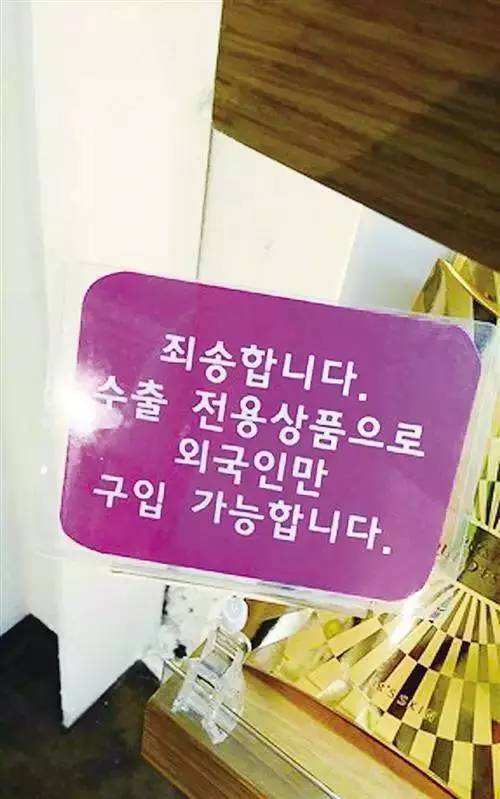 죄송합니다.
수출 전용상품으로
외국인만
구입 가능합니다.